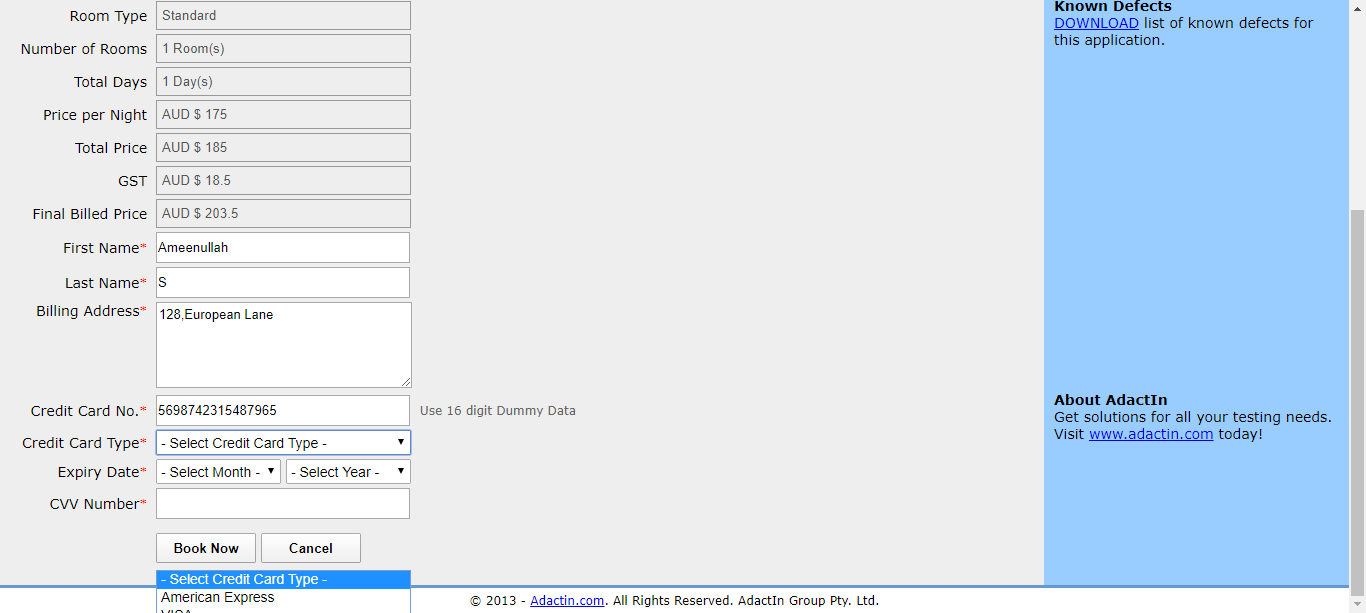 Room Type Standard
Number of Rooms 1 Room(s)
Total Days 1 Day(s)
Price per Night AUD $ 175
Total Price AUD $ 185
GST AUD $ 18.5
Final Billed Price AUD $ 203.5
First Name* Ameenullah
Last Name* S
Billing Address* 128,European Lane
Credit Card No.* 5698742315487965 Use 16 digit Dummy Data
Credit Card Type* - Select Credit Card Type -
Expiry Date* - Select Month - - Select Year -
CVV Number*
Book Now Cancel
- Select Credit Card Type -
American Express
VISA
Known Defects
DOWNLOAD list of known defects for
this application.
About AdactIn
Get solutions for all your testing needs.
Visit www.adactin.com today!
© 2013 - Adactin.com. All Rights Reserved. AdactIn Group Pty. Ltd.